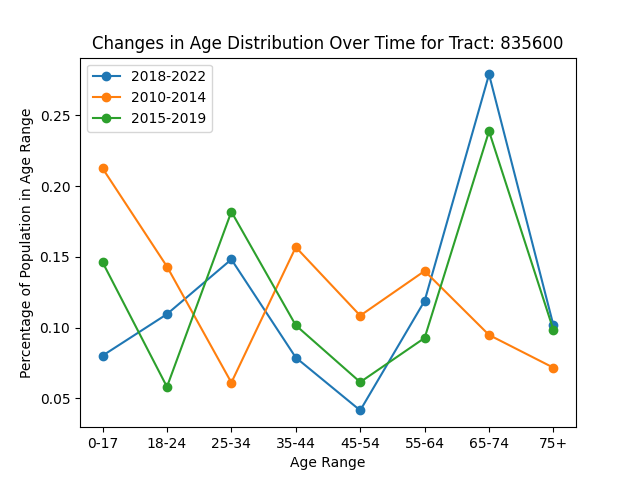 Changes in Age Distribution Over Time for Tract: 835600
2018-2022
2010-2014
2015-2019
Percentage of Population in Age Range
0.25
0.20
0.15
0.10
0.05
0-17 18-24 25-34 35-44 45-54 55-64 65-74 75+
Age Range